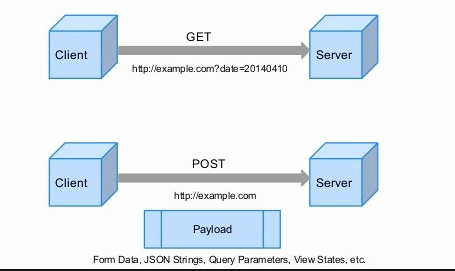 GET
Client
Server
http://example.com?date=20140410
POST
Client
Server
http://example.com
Payload
Form Data, JSON Strings, Query Parameters, View States, etc.